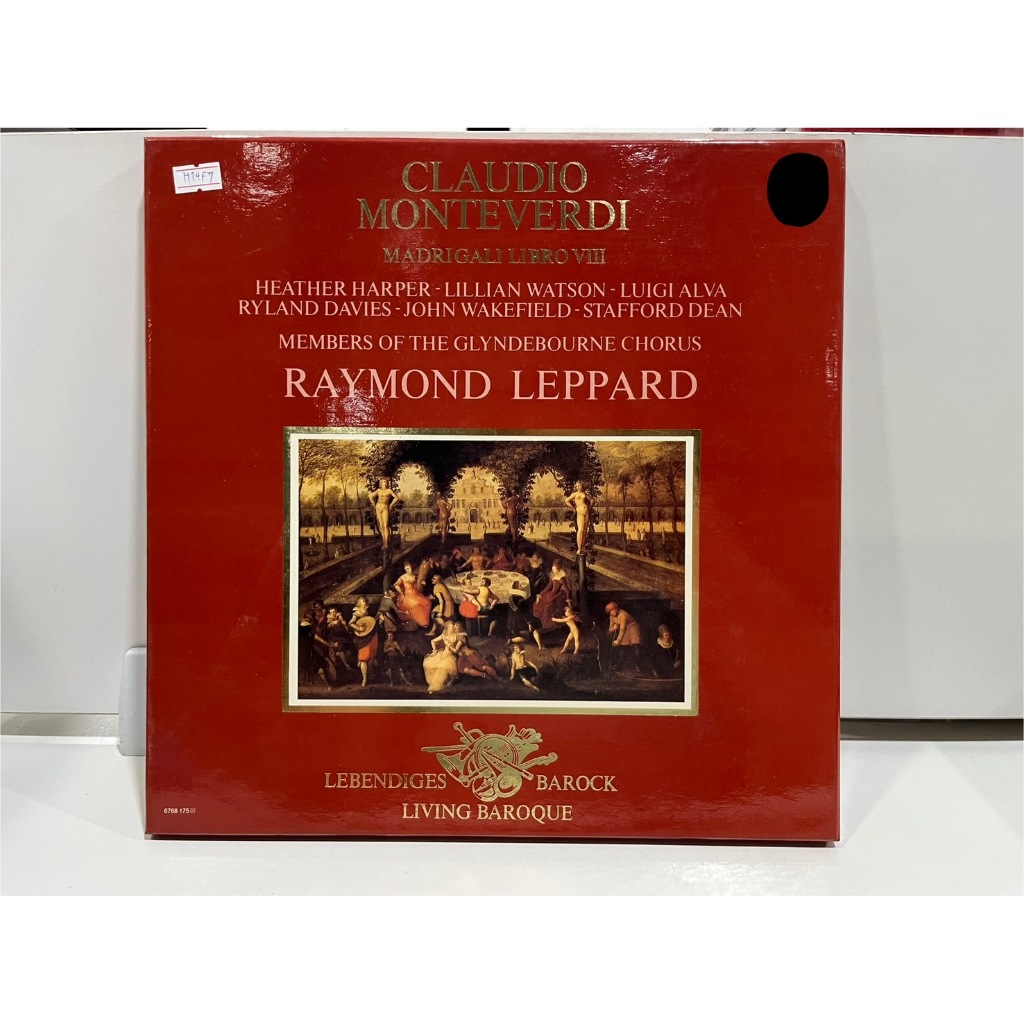 H14F7
CLAUDIO
MONTEVERDI
MADRIGALI LIBRO VIII
HEATHER HARPER - LILLIAN WATSON - LUIGI ALVA
RYLAND DAVIES - JOHN WAKEFIELD - STAFFORD DEAN
MEMBERS OF THE GLYNDEBOURNE CHORUS
RAYMOND LEPPARD
LEBENDIGES BAROCK
LIVING BAROQUE
6768 175